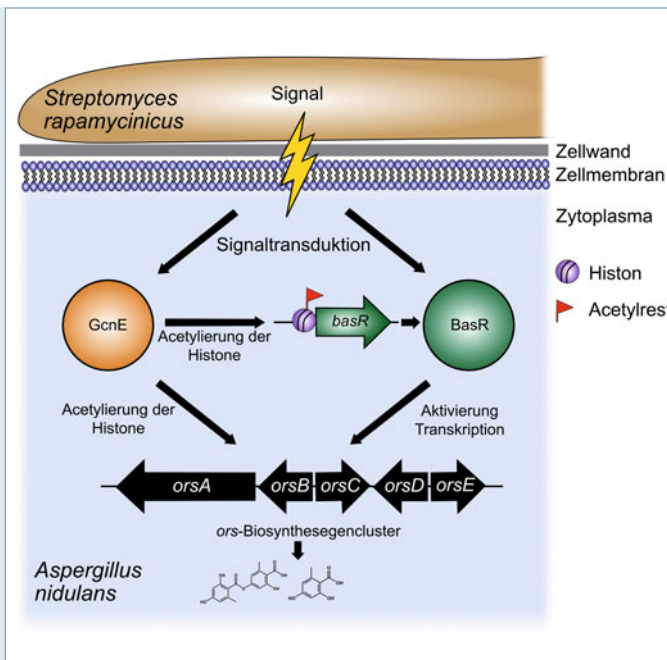 Streptomyces
rapamycinicus
Signal
Zellwand
Zellmembran
Zytoplasma
Signaltransduktion
Histon
Acetylrest
GcnE
basR
BasR
Acetylierung der
Histone
Acetylierung der
Histone
Aktivierung
Transkription
orsA
orsB
orsC
orsD
orsE
ors-Biosynthesegencluster
Aspergillus
nidulans